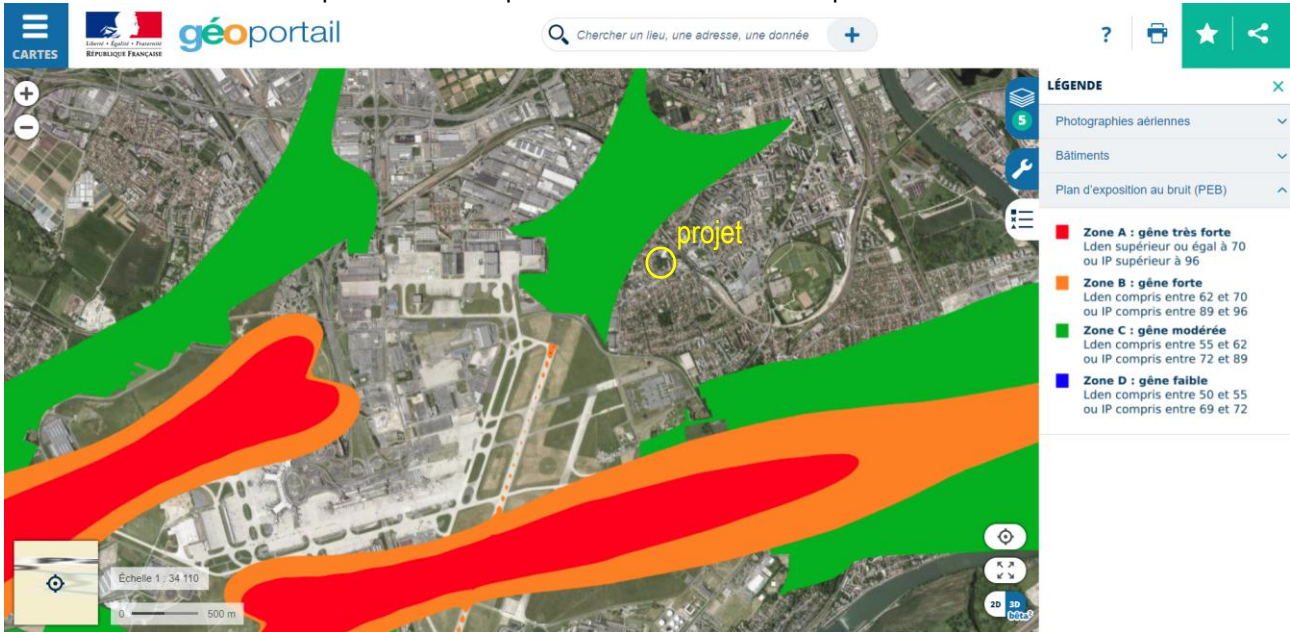 CARTES
Liberté • Égalité • Fraternité
RÉPUBLIQUE FRANÇAISE
géoportail
Chercher un lieu, une adresse, une donnée
+
?
+
−
5
projet
LÉGENDE
×
Photographies aériennes
Bâtiments
Plan d'exposition au bruit (PEB)
Zone A : gêne très forte
Lden supérieur ou égal à 70
ou IP supérieur à 96
Zone B : gêne forte
Lden compris entre 62 et 70
ou IP compris entre 89 et 96
Zone C : gêne modérée
Lden compris entre 55 et 62
ou IP compris entre 72 et 89
Zone D : gêne faible
Lden compris entre 50 et 55
ou IP compris entre 69 et 72
Échelle 1 : 34 110
0 500 m
2D 3D
bêta